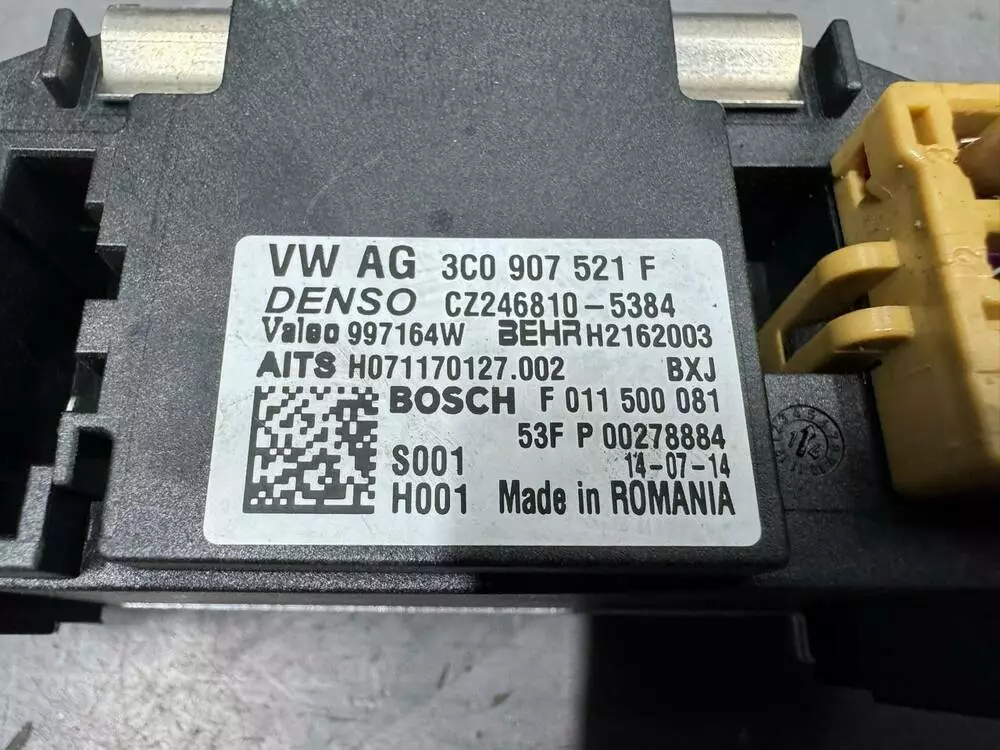 VW AG 3C0 907 521 F
DENSO CZ246810-5384
Valeo 997164W BEHR H2162003
AITS H071170127.002 BXJ
BOSCH F 011 500 081
53F P 00278884
S001 14-07-14
H001 Made in ROMANIA